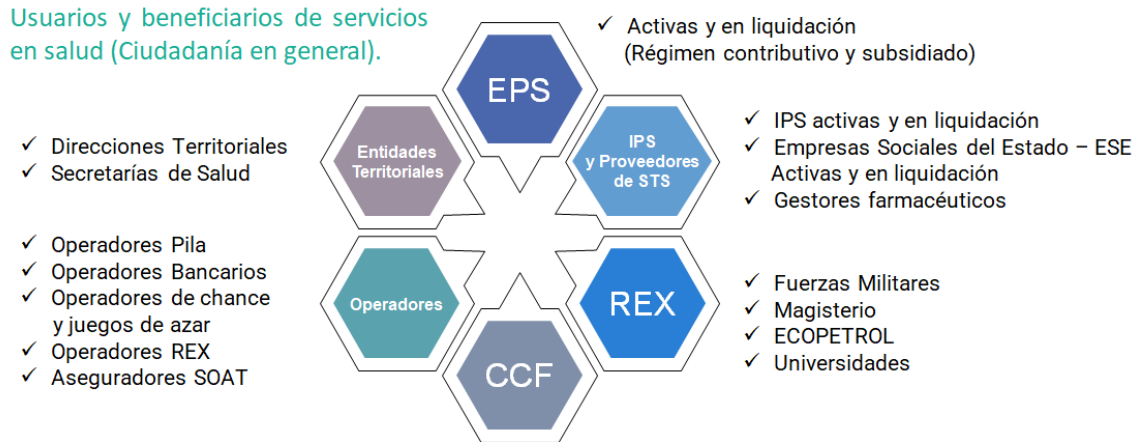 Usuarios y beneficiarios de servicios
en salud (Ciudadanía en general).
EPS
✓ Activas y en liquidación
(Régimen contributivo y subsidiado)
IPS
y Proveedores
de STS
✓ IPS activas y en liquidación
✓ Empresas Sociales del Estado – ESE
Activas y en liquidación
✓ Gestores farmacéuticos
REX
✓ Fuerzas Militares
✓ Magisterio
✓ ECOPETROL
✓ Universidades
CCF
Operadores
✓ Operadores Pila
✓ Operadores Bancarios
✓ Operadores de chance
y juegos de azar
✓ Operadores REX
✓ Aseguradores SOAT
Entidades
Territoriales
✓ Direcciones Territoriales
✓ Secretarías de Salud